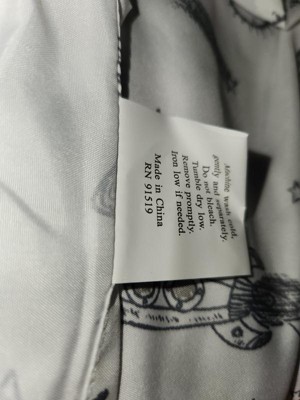 Machine wash cold,
gently and separately.
Do not bleach.
Tumble dry low.
Remove promptly.
Iron low if needed.
Made in China
RN 91519